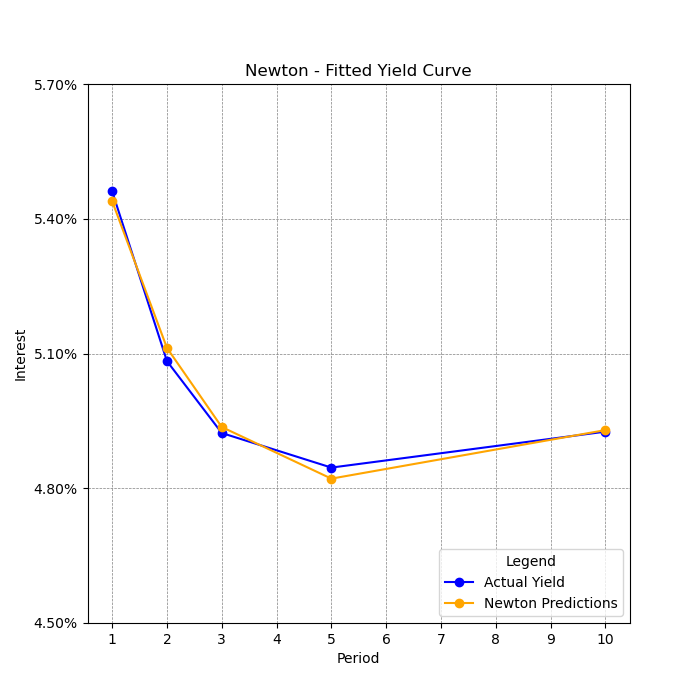 Newton - Fitted Yield Curve
5.70%
5.40%
5.10%
4.80%
4.50%
Interest
1 2 3 4 5 6 7 8 9 10
Period
Legend
Actual Yield
Newton Predictions